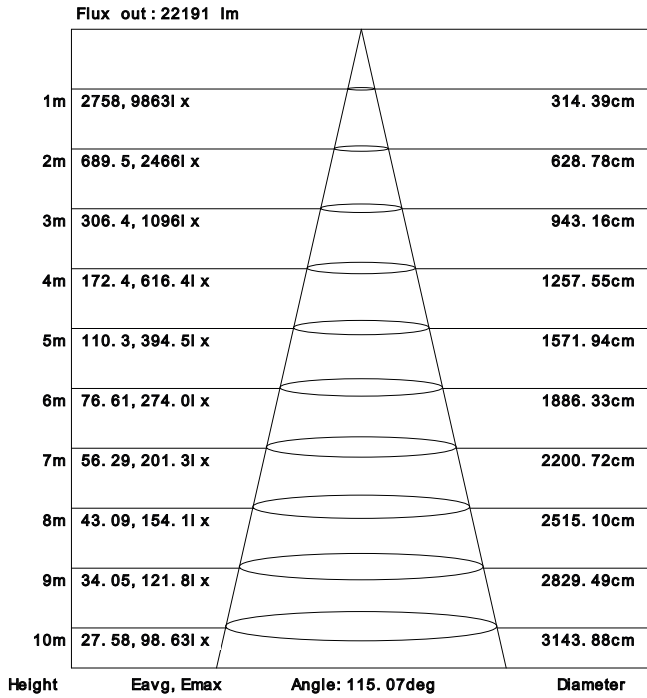 Flux out : 22191 lm
1m 2758, 9863l x 314. 39cm
2m 689. 5, 2466l x 628. 78cm
3m 306. 4, 1096l x 943. 16cm
4m 172. 4, 616. 4l x 1257. 55cm
5m 110. 3, 394. 5l x 1571. 94cm
6m 76. 61, 274. 0l x 1886. 33cm
7m 56. 29, 201. 3l x 2200. 72cm
8m 43. 09, 154. 1l x 2515. 10cm
9m 34. 05, 121. 8l x 2829. 49cm
10m 27. 58, 98. 63l x 3143. 88cm
Height Eavg, Emax Angle: 115. 07deg Diameter